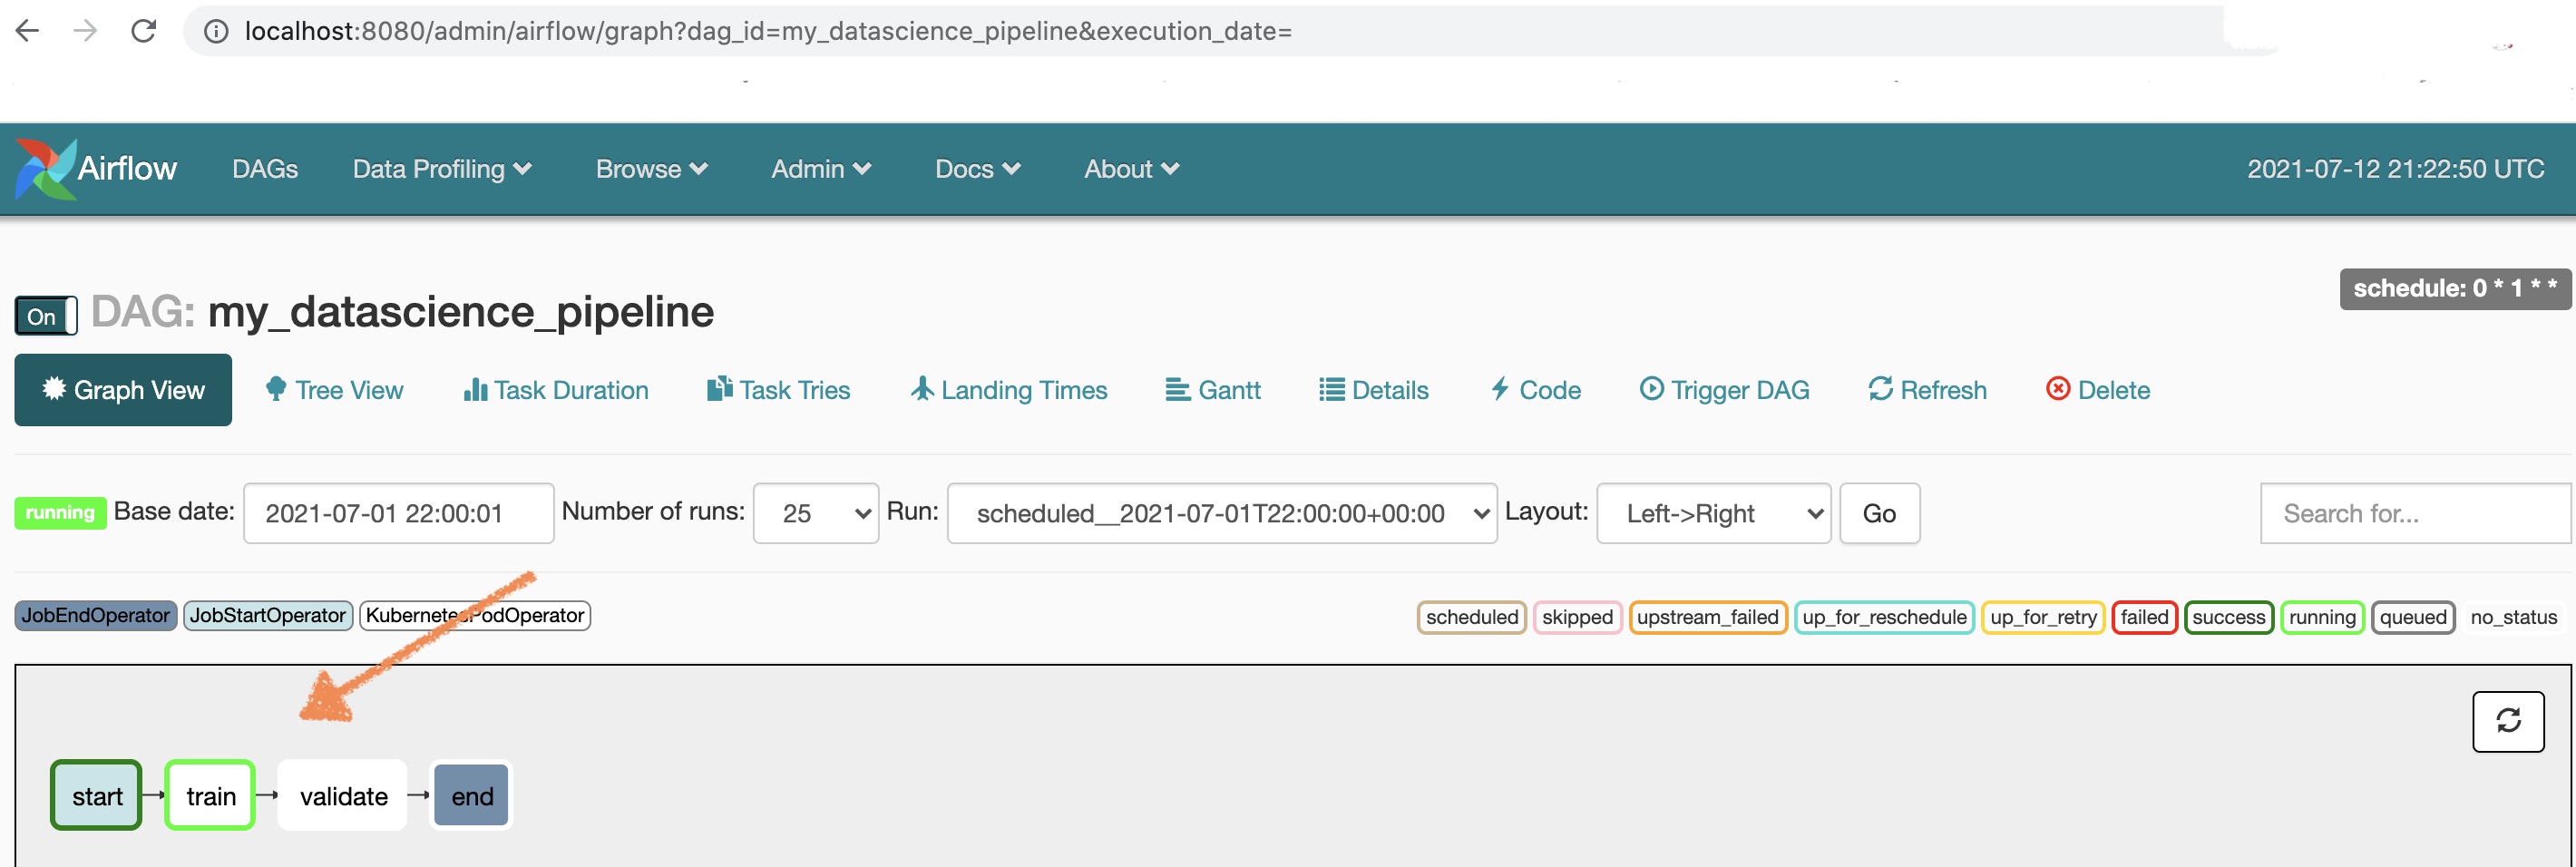 localhost:8080/admin/airflow/graph?dag_id=my_datascience_pipeline&execution_date=
Airflow DAGs Data Profiling Browse Admin Docs About 2021-07-12 21:22:50 UTC
schedule: 0 * 1 * *
On DAG: my_datascience_pipeline
Graph View Tree View Task Duration Task Tries Landing Times Gantt Details Code Trigger DAG Refresh Delete
running Base date: 2021-07-01 22:00:01 Number of runs: 25 Run: scheduled__2021-07-01T22:00:00+00:00 Layout: Left->Right Go Search for...
JobEndOperator JobStartOperator KubernetesPodOperator scheduled skipped upstream_failed up_for_reschedule up_for_retry failed success running queued no_status
start train validate end